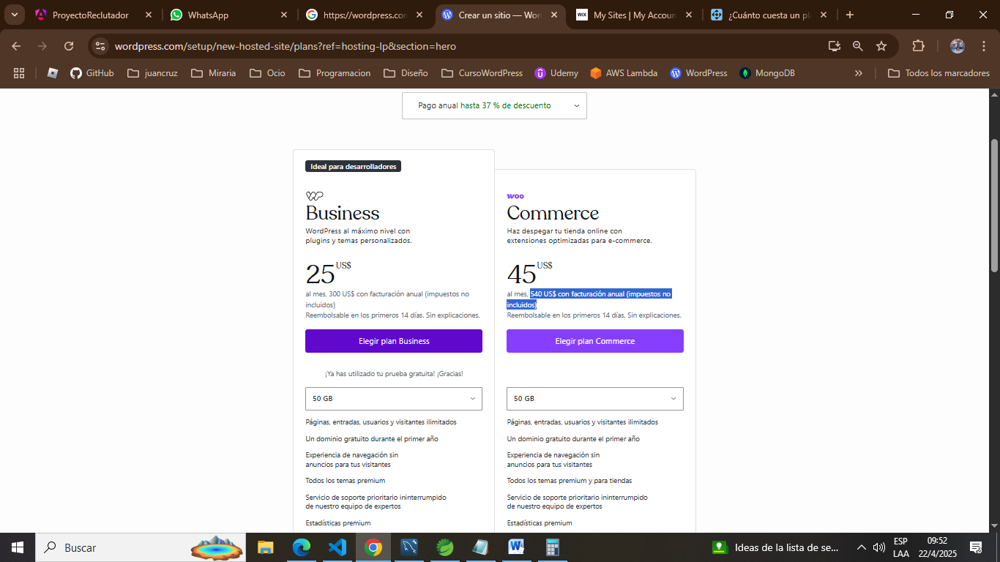 ProyectoReclutador
WhatsApp
https://wordpress.con
Crear un sitio — Wor
WIX
My Sites | My Accoun
¿Cuánto cuesta un pl
wordpress.com/setup/new-hosted-site/plans?ref=hosting-lp&section=hero
GitHub
juancruz
Miraria
Ocio
Programacion
Diseño
CursoWordPress
Udemy
AWS Lambda
WordPress
MongoDB
Todos los marcadores
Pago anual hasta 37 % de descuento
Ideal para desarrolladores
Business
WordPress al máximo nivel con
plugins y temas personalizados.
25 US$
al mes, 300 US$ con facturación anual (impuestos no
incluidos)
Reembolsable en los primeros 14 días. Sin explicaciones.
Elegir plan Business
¡Ya has utilizado tu prueba gratuita! ¡Gracias!
50 GB
Páginas, entradas, usuarios y visitantes ilimitados
Un dominio gratuito durante el primer año
Experiencia de navegación sin
anuncios para tus visitantes
Todos los temas premium
Servicio de soporte prioritario ininterrumpido
de nuestro equipo de expertos
Estadísticas premium
woo
Commerce
Haz despegar tu tienda online con
extensiones optimizadas para e-commerce.
45 US$
al mes, 540 US$ con facturación anual (impuestos no
incluidos)
Reembolsable en los primeros 14 días. Sin explicaciones.
Elegir plan Commerce
50 GB
Páginas, entradas, usuarios y visitantes ilimitados
Un dominio gratuito durante el primer año
Experiencia de navegación sin
anuncios para tus visitantes
Todos los temas premium y para tiendas
Servicio de soporte prioritario ininterrumpido
de nuestro equipo de expertos
Estadísticas premium
Buscar
Ideas de la lista de se...
ESP
LAA
09:52
22/4/2025